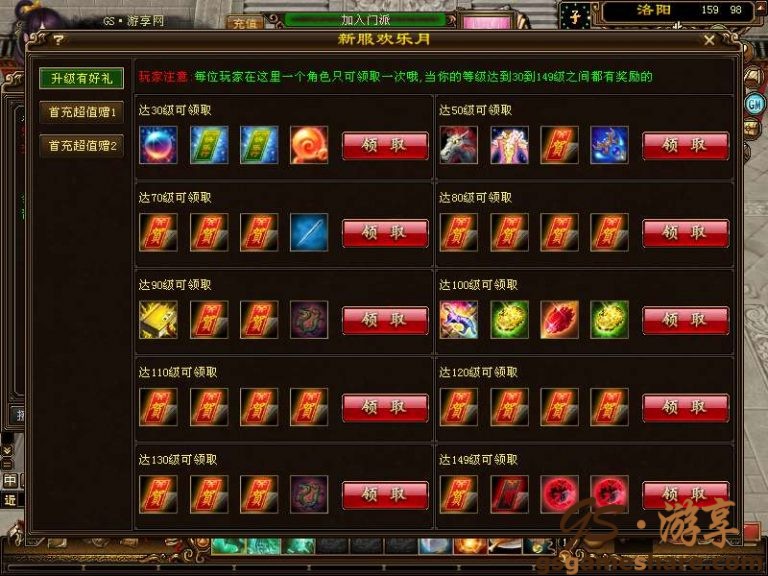 GS·游享网
充值
加入门派
洛阳
159 98
?
新服欢乐月
升级有好礼
首充超值赠1
首充超值赠2
玩家注意:每位玩家在这里一个角色只可领取一次哦,当你的等级达到30到149级之间都有奖励的
达30级可领取
领取
达50级可领取
领取
达70级可领取
领取
达80级可领取
领取
达90级可领取
领取
达100级可领取
领取
达110级可领取
领取
达120级可领取
领取
达130级可领取
领取
达149级可领取
领取
GM
甲
近
GS·游享
gsgameshare.com